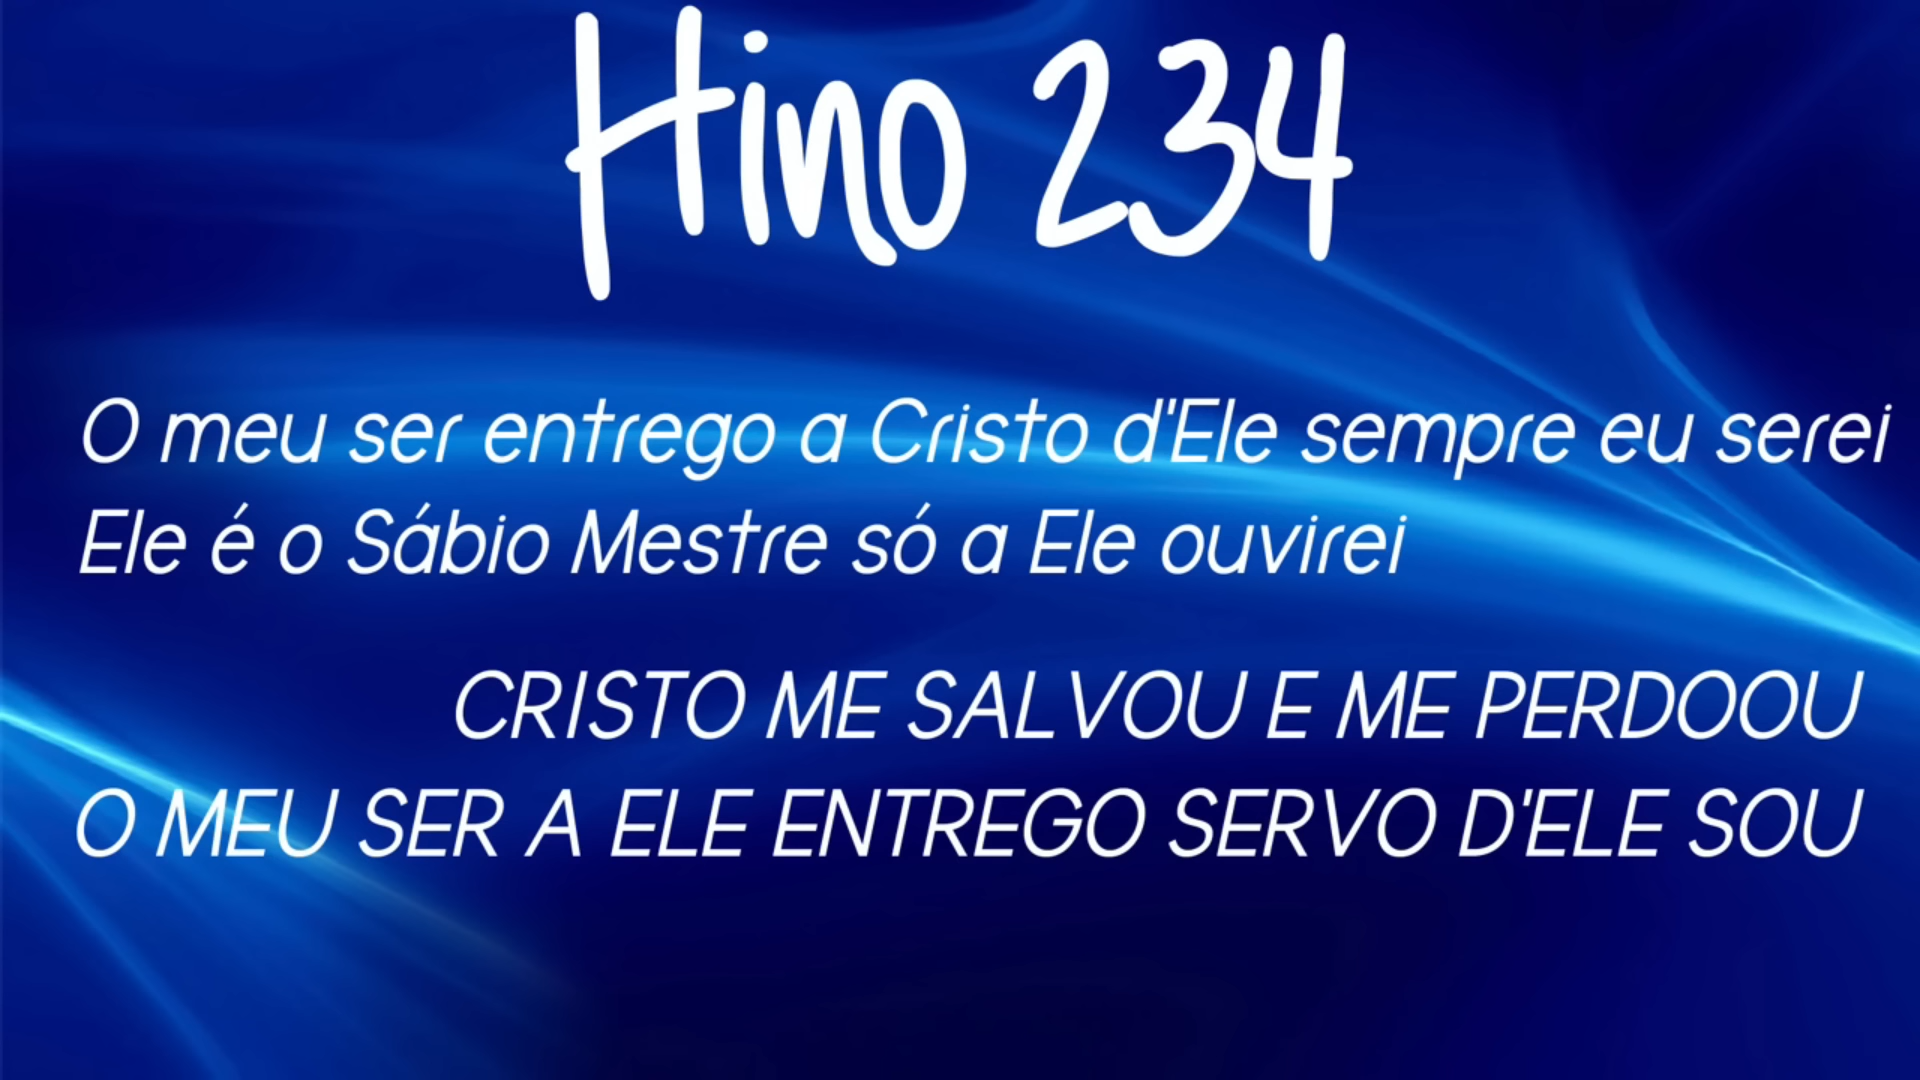 Hino 234
O meu ser entrego a Cristo d'Ele sempre eu serei
Ele é o Sábio Mestre só a Ele ouvirei
CRISTO ME SALVOU E ME PERDOOU
O MEU SER A ELE ENTREGO SERVO D'ELE SOU